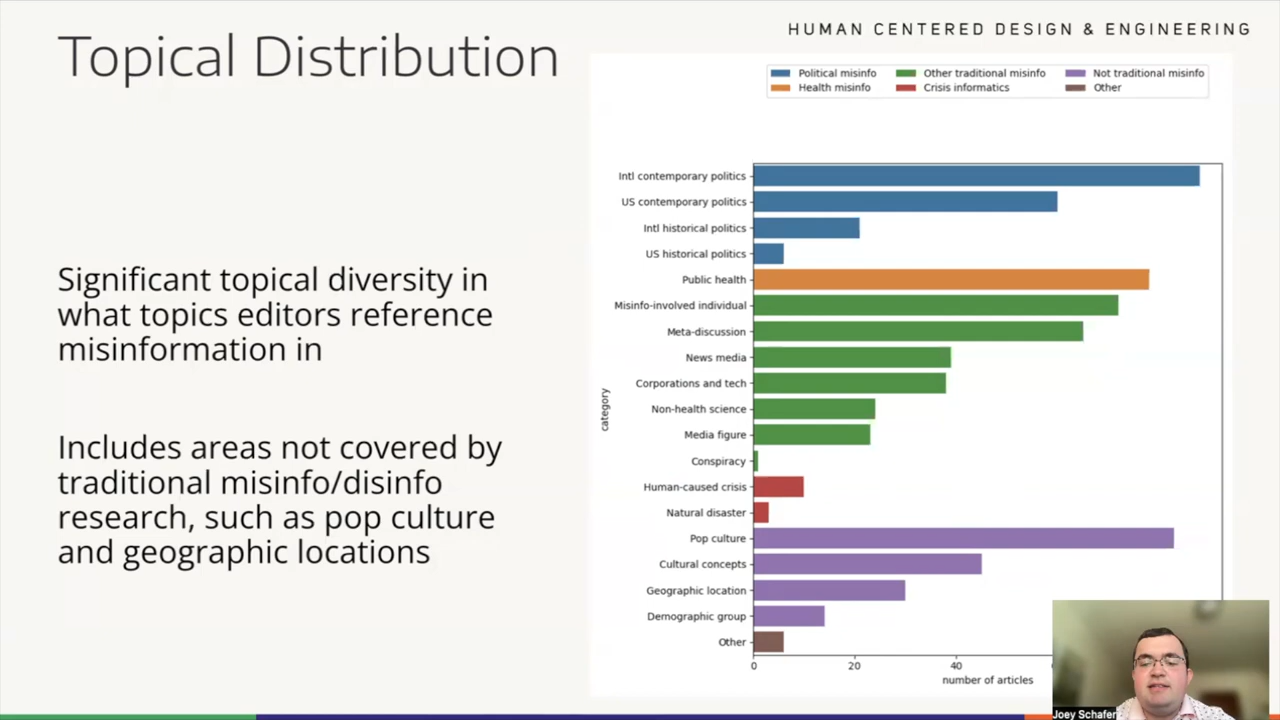 Topical Distribution
HUMAN CENTERED DESIGN & ENGINEERING
Significant topical diversity in
what topics editors reference
misinformation in
Includes areas not covered by
traditional misinfo/disinfo
research, such as pop culture
and geographic locations
Political misinfo
Other traditional misinfo
Not traditional misinfo
Health misinfo
Crisis informatics
Other
category
Intl contemporary politics
US contemporary politics
Intl historical politics
US historical politics
Public health
Misinfo-involved individual
Meta-discussion
News media
Corporations and tech
Non-health science
Media figure
Conspiracy
Human-caused crisis
Natural disaster
Pop culture
Cultural concepts
Geographic location
Demographic group
Other
0 20 40
number of articles
Joey Schafer